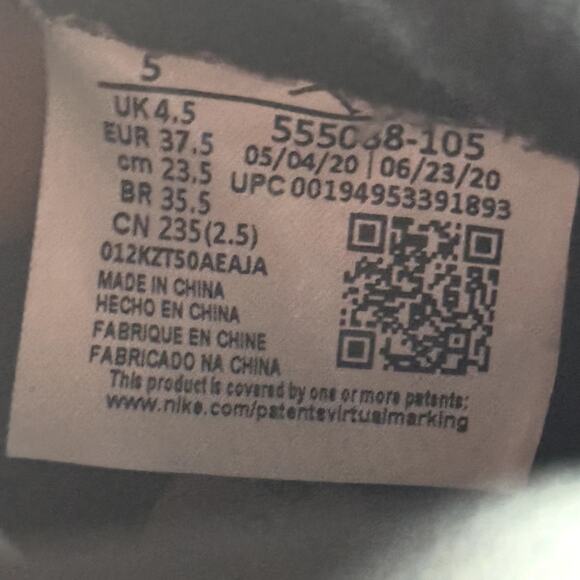 5
UK 4.5
EUR 37.5
cm 23.5
BR 35.5
CN 235(2.5)
555088-105
05/04/20 | 06/23/20
UPC 00194953391893
012KZT50AEAJA
MADE IN CHINA
HECHO EN CHINA
FABRIQUE EN CHINE
FABRICADO NA CHINA
This product is covered by one or more patents:
www.nike.com/patentsvirtualmarking